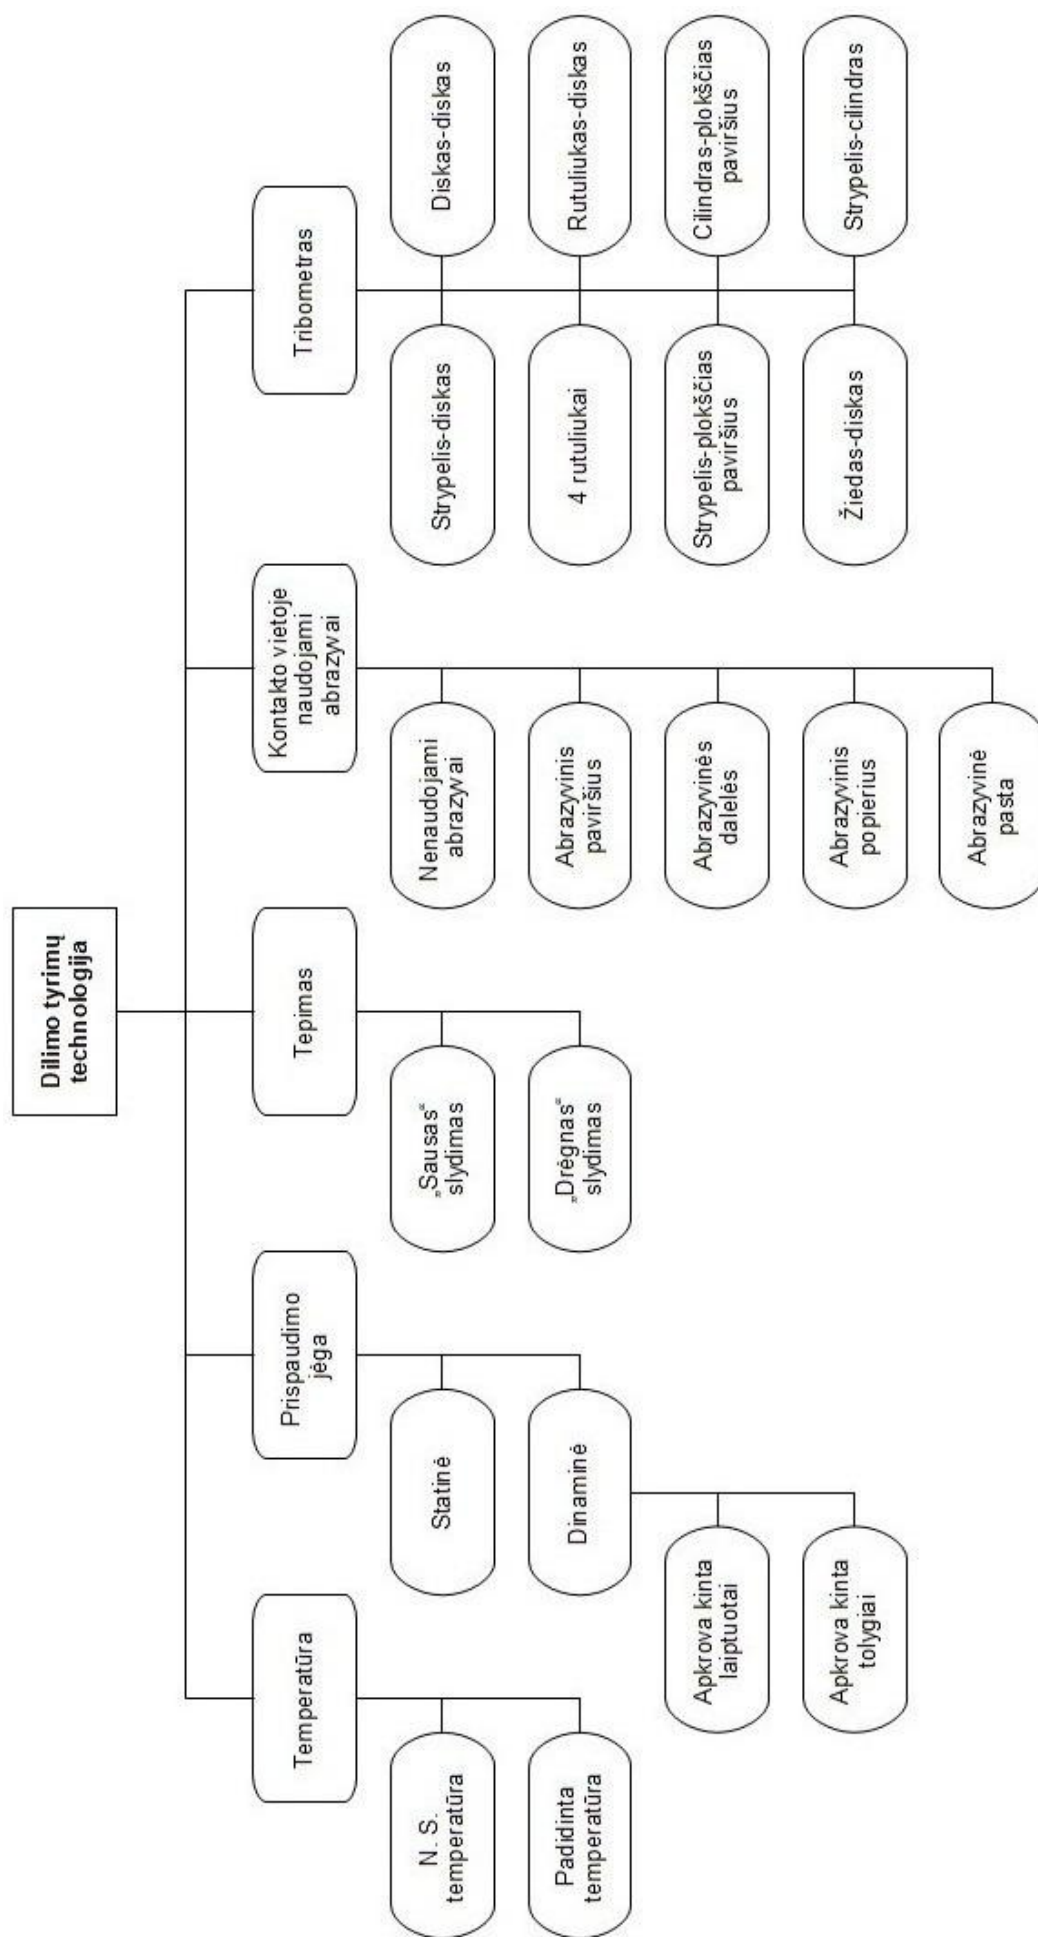 Dilimo tyrimų
technologija
Temperatūra
N. S.
temperatūra
Padidinta
temperatūra
Prispaudimo
jėga
Statinė
Dinaminė
Apkrova kinta
laiptuotai
Apkrova kinta
tolygiai
Tepimas
„Sausas“
slydimas
„Drėgnas“
slydimas
Kontakto vietoje
naudojami
abrazyvai
Nenaudojami
abrazyvai
Abrazyvinis
paviršius
Abrazyvinės
dalelės
Abrazyvinis
popierius
Abrazyvinė
pasta
Tribometras
Strypelis-diskas
Diskas-diskas
4 rutuliukai
Rutuliukas-diskas
Strypelis-plokščias
paviršius
Cilindras-plokščias
paviršius
Žiedas-diskas
Strypelis-cilindras